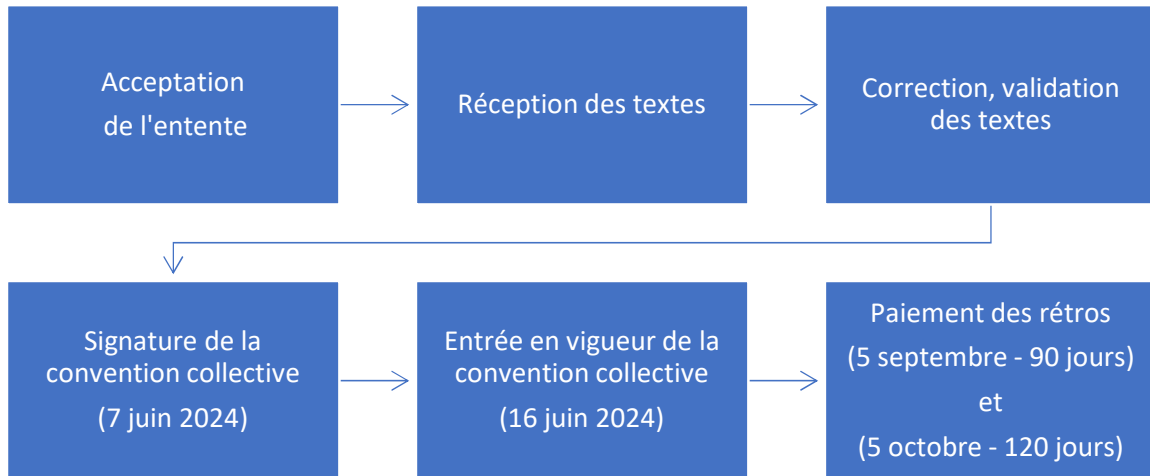 Acceptation
de l'entente
Réception des textes
Correction, validation
des textes
Signature de la
convention collective
(7 juin 2024)
Entrée en vigueur de la
convention collective
(16 juin 2024)
Paiement des rétros
(5 septembre - 90 jours)
et
(5 octobre - 120 jours)